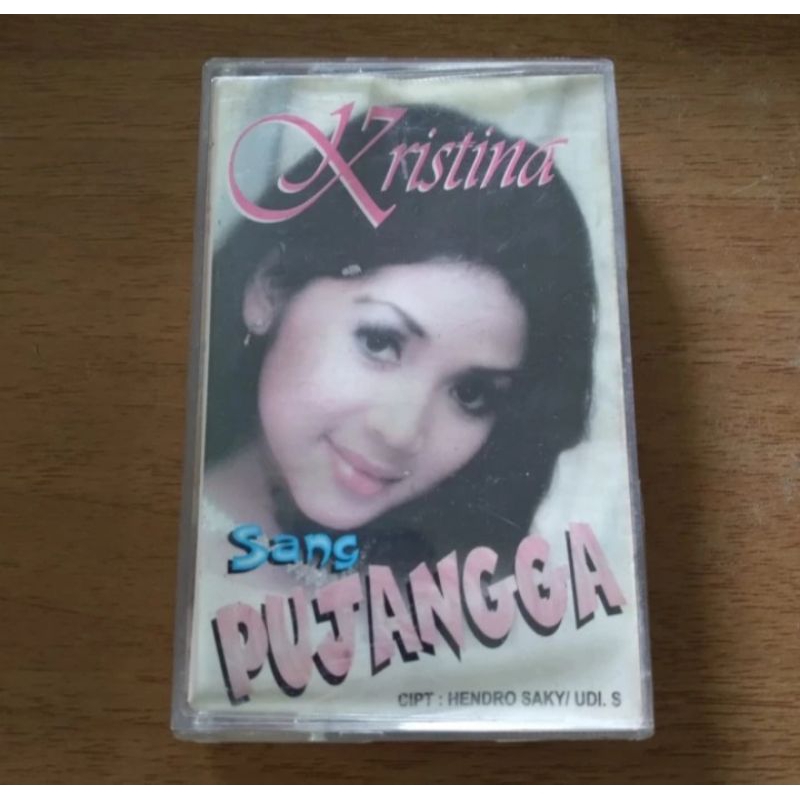 Kristina
Sang
PUJANGGA
CIPT : HENDRO SAKY/ UDI. S